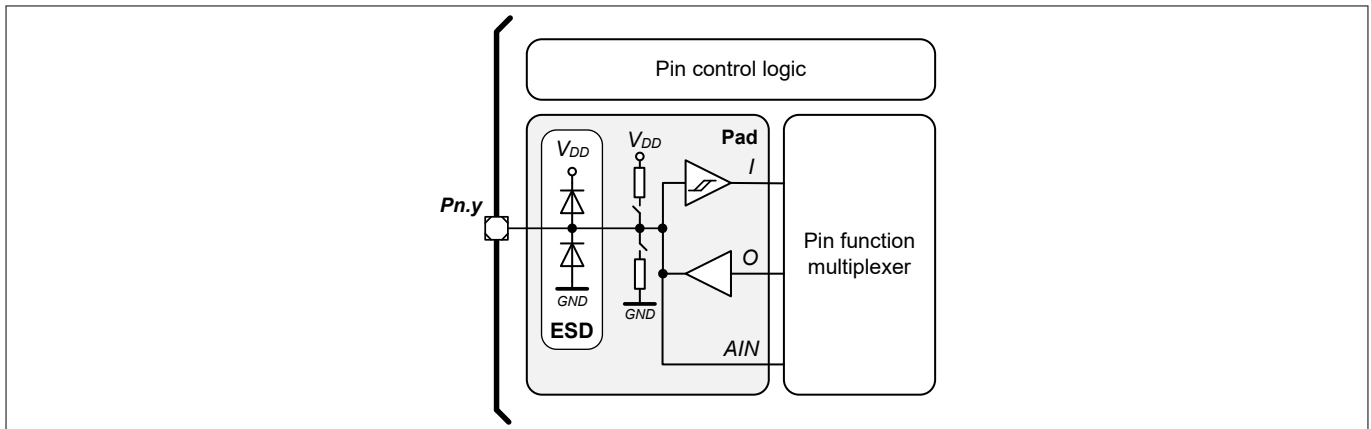 Pin control logic
VDD
VDD
Pad
I
Pn.y
Pin function
multiplexer
O
GND
GND
ESD
AIN